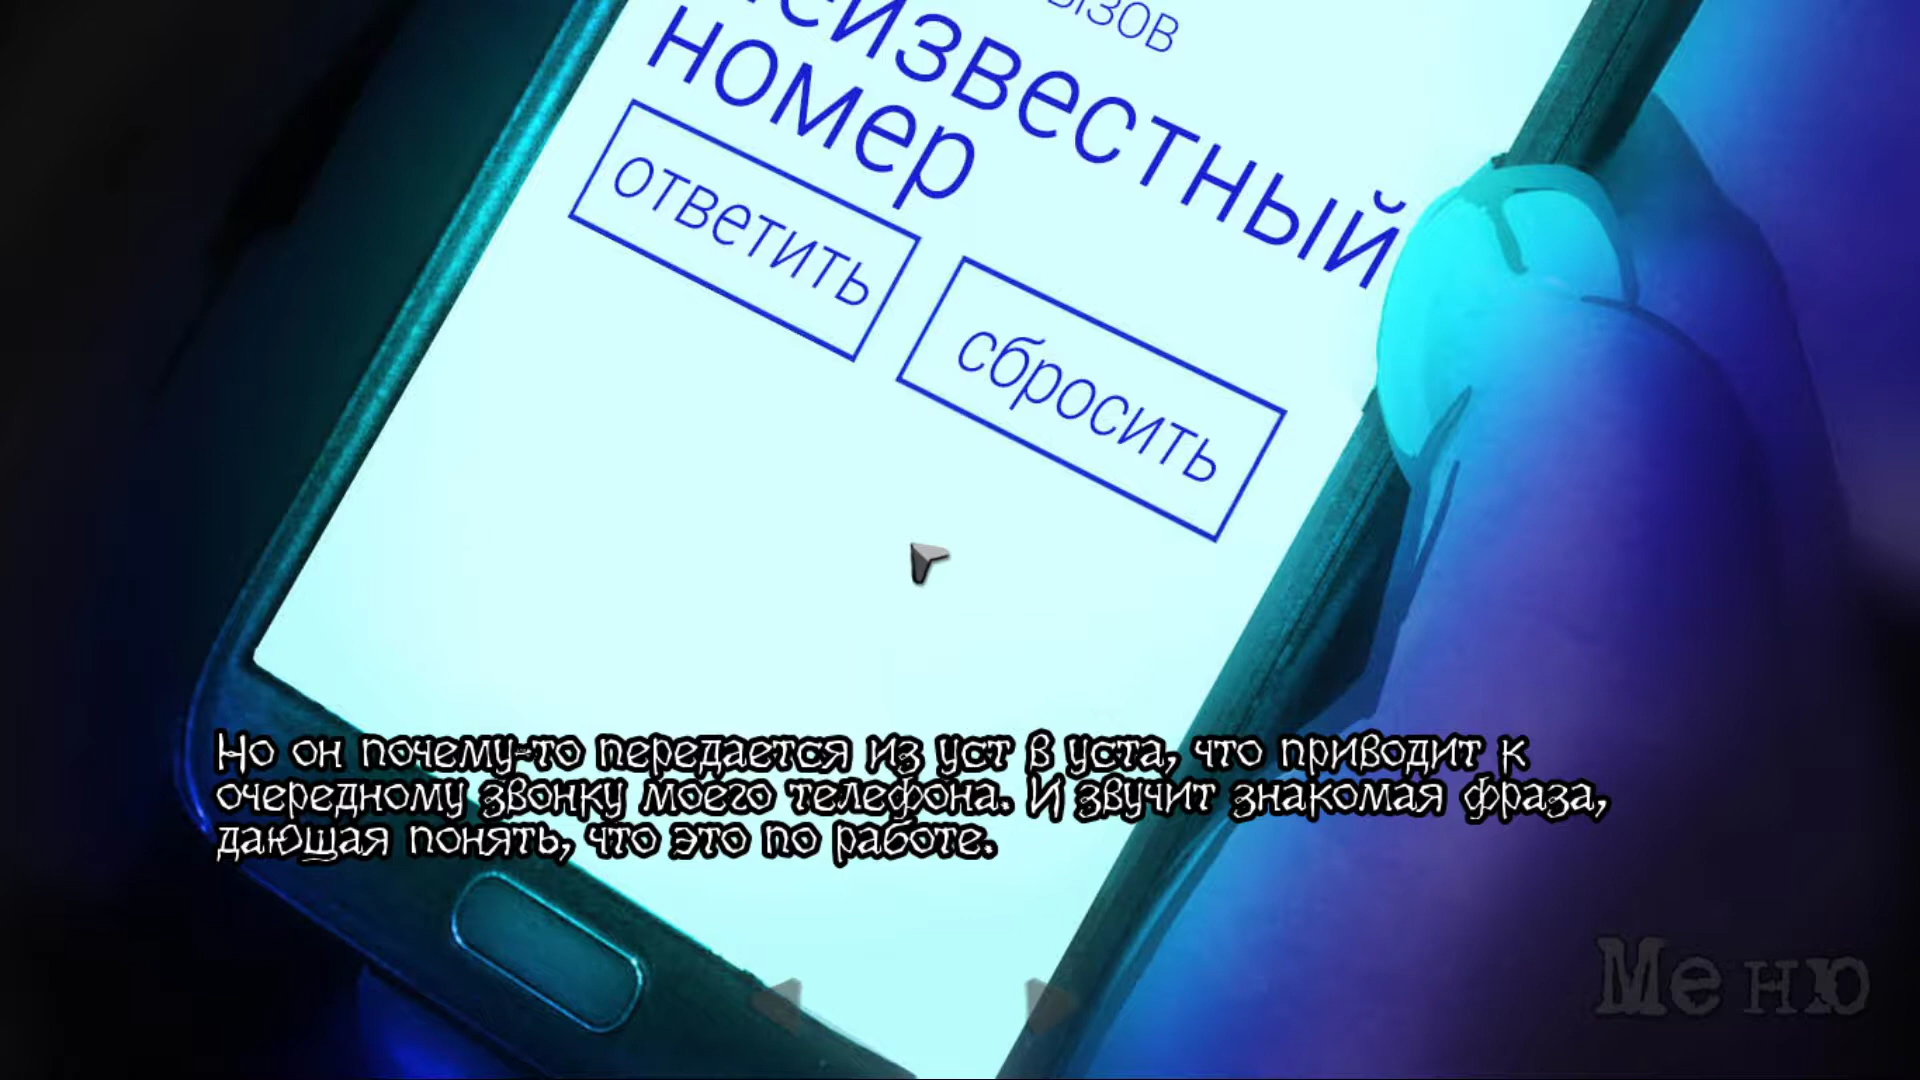 номер
ответить
сбросить
Но он почему-то передается из уст в уста, что приводит к
очередному звонку моего телефона. И звучит знакомая фраза,
дающая понять, что это по работе.
Меню